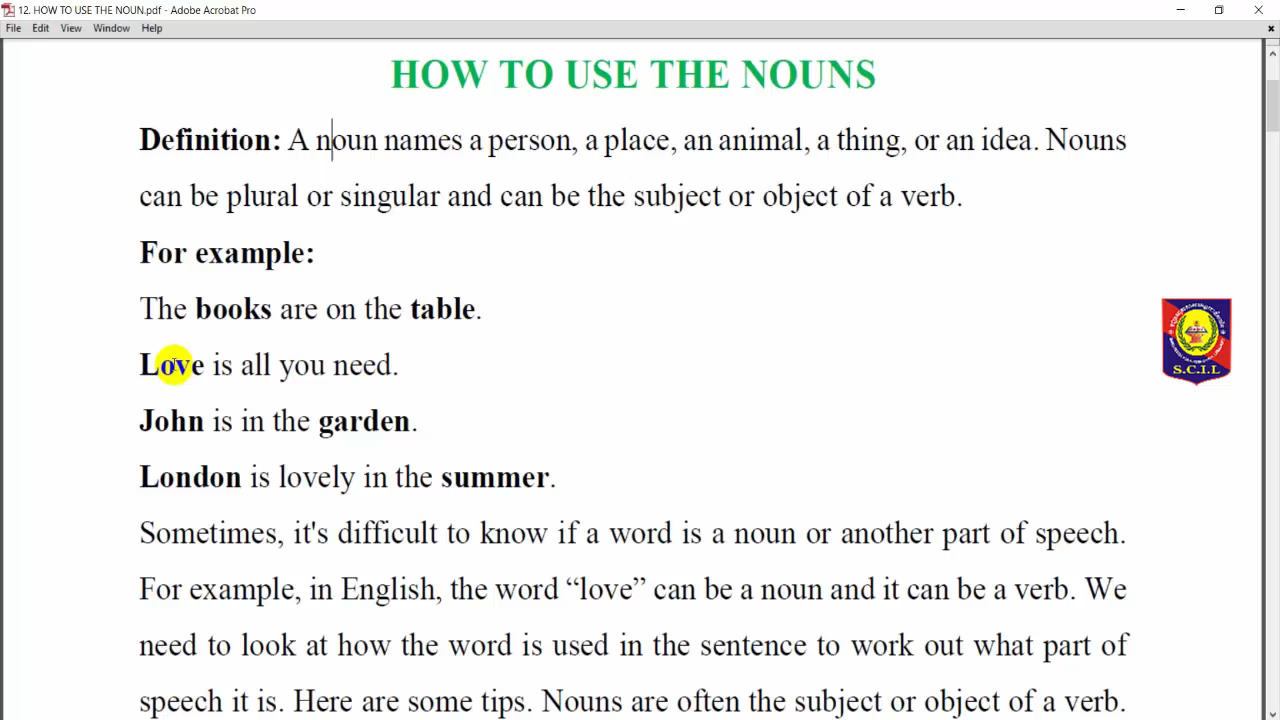 12. HOW TO USE THE NOUN.pdf - Adobe Acrobat Pro
File Edit View Window Help
HOW TO USE THE NOUNS
Definition: A noun names a person, a place, an animal, a thing, or an idea. Nouns
can be plural or singular and can be the subject or object of a verb.
For example:
The books are on the table.
Love is all you need.
John is in the garden.
London is lovely in the summer.
Sometimes, it's difficult to know if a word is a noun or another part of speech.
For example, in English, the word “love” can be a noun and it can be a verb. We
need to look at how the word is used in the sentence to work out what part of
speech it is. Here are some tips. Nouns are often the subject or object of a verb.
S.C.I.L